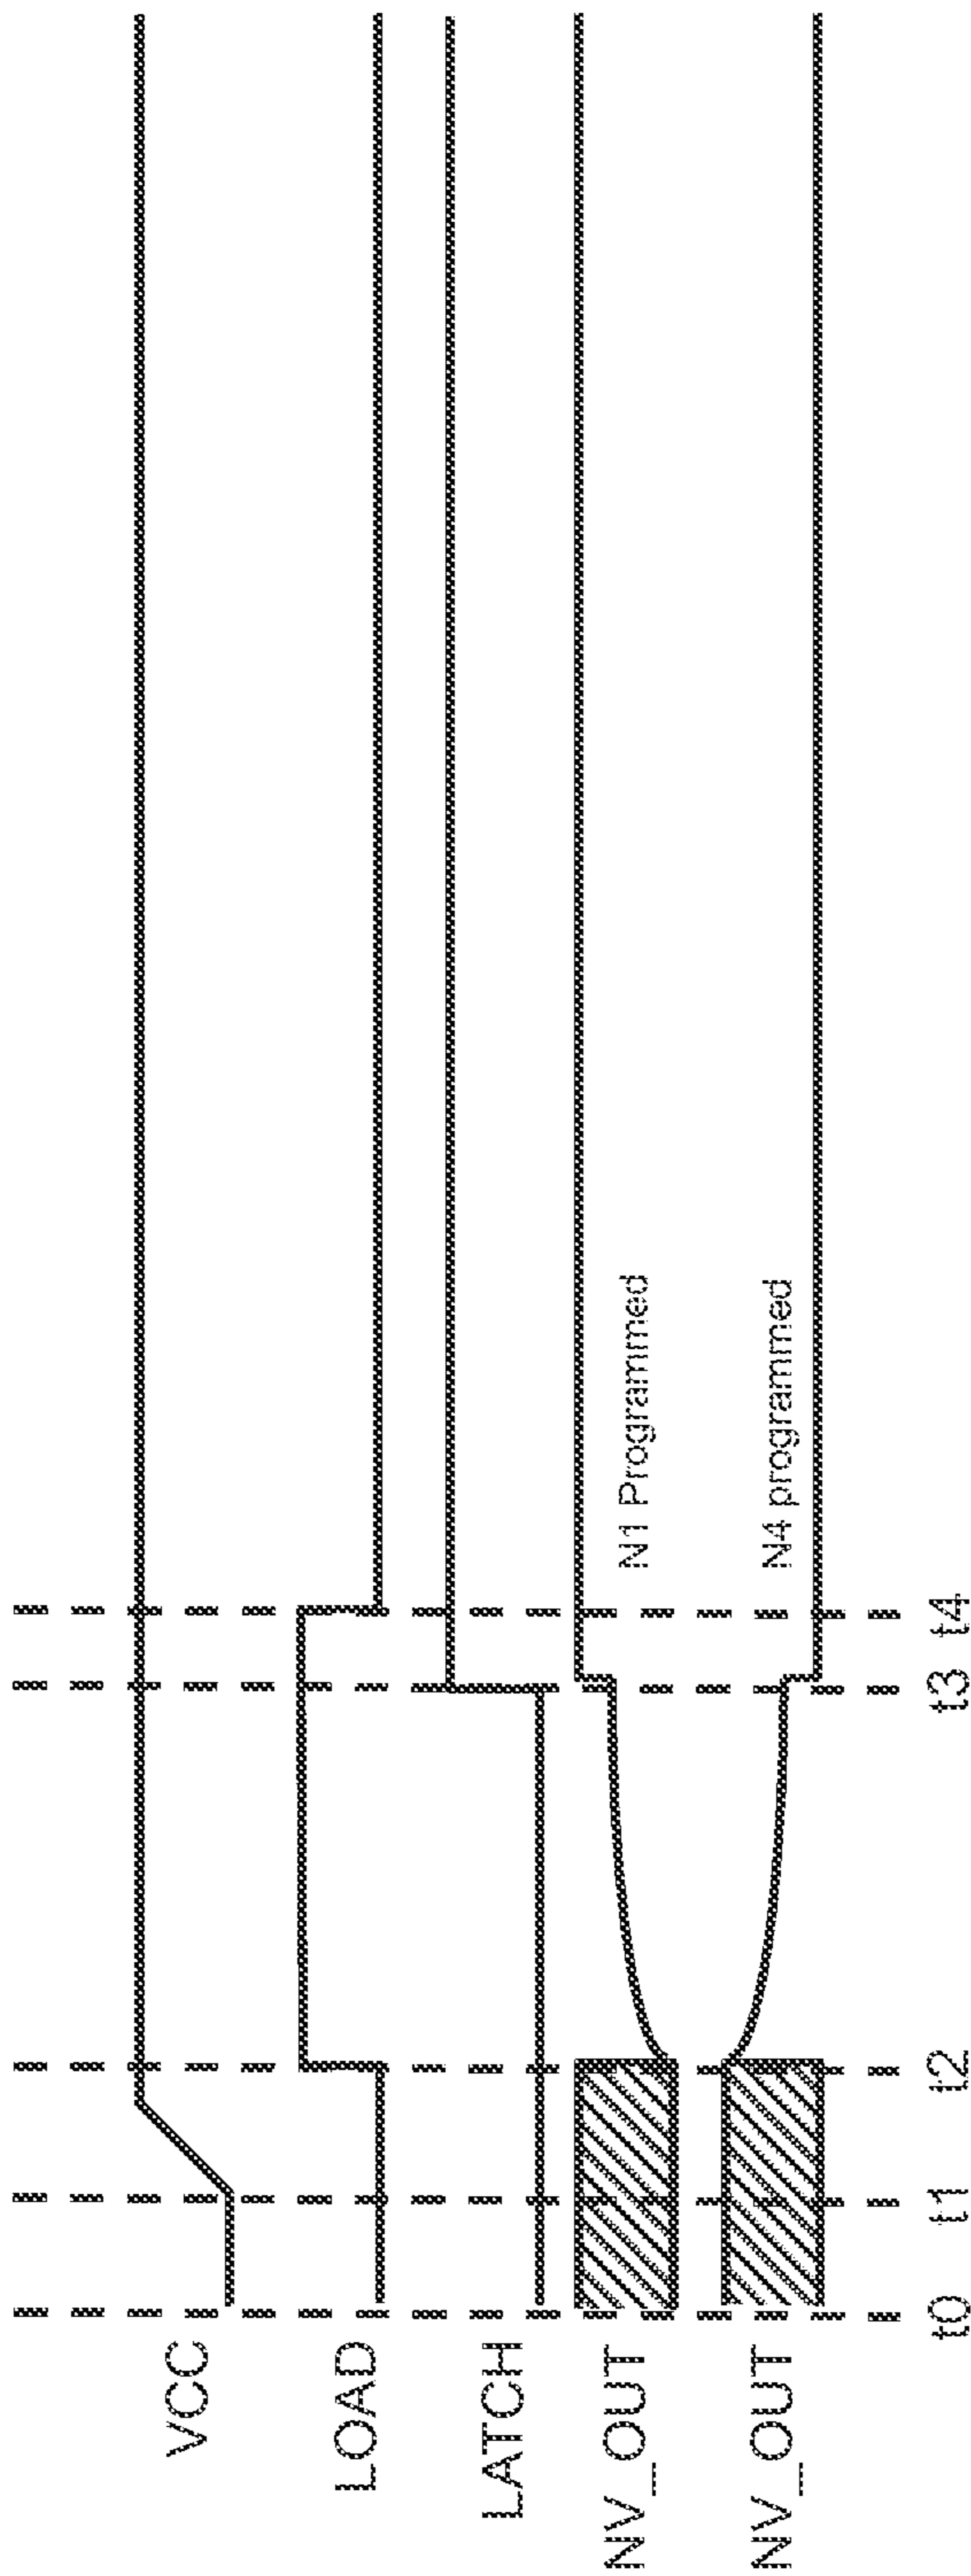 VCC
LOAD
LATCH
NV_OUT
N1 Programmed
NV_OUT
N4 programmed
t0 t1 t2 t3 t4